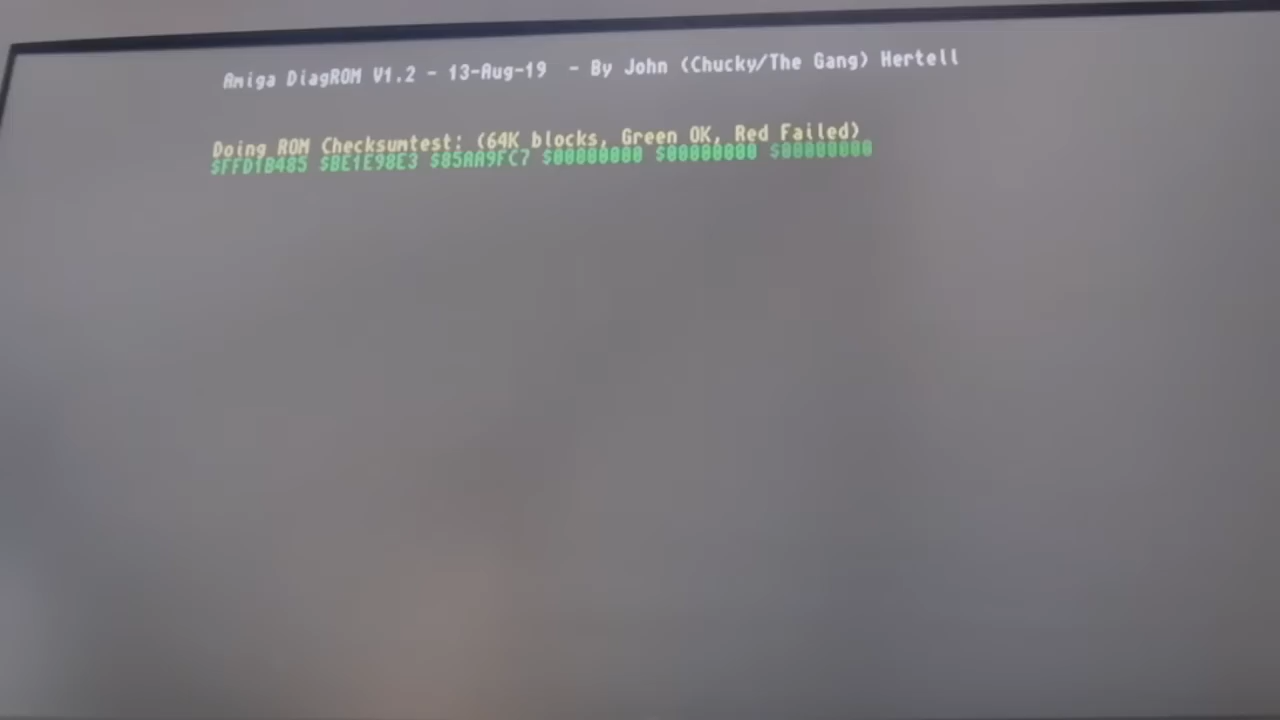 Amiga DiagROM V1.2 - 13-Aug-19 - By John (Chucky/The Gang) Hertell
Doing ROM Checksumtest: (64K blocks, Green OK, Red Failed)
$FFD1B485 $BE1E98E3 $85AA9FC7 $00000000 $00000000 $00000000